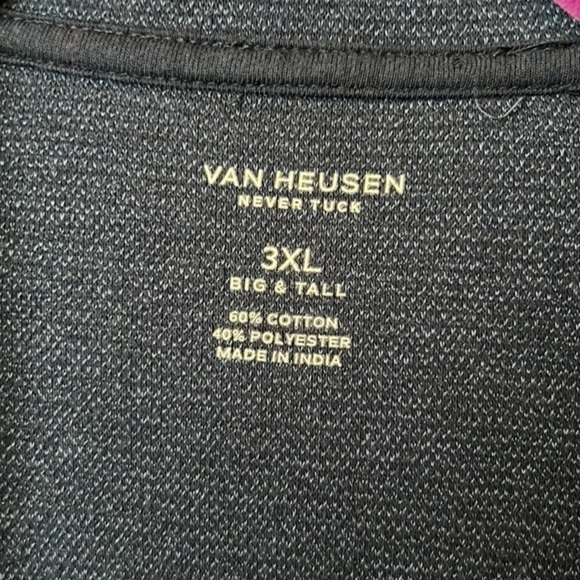 VAN HEUSEN
NEVER TUCK
3XL
BIG & TALL
60% COTTON
40% POLYESTER
MADE IN INDIA